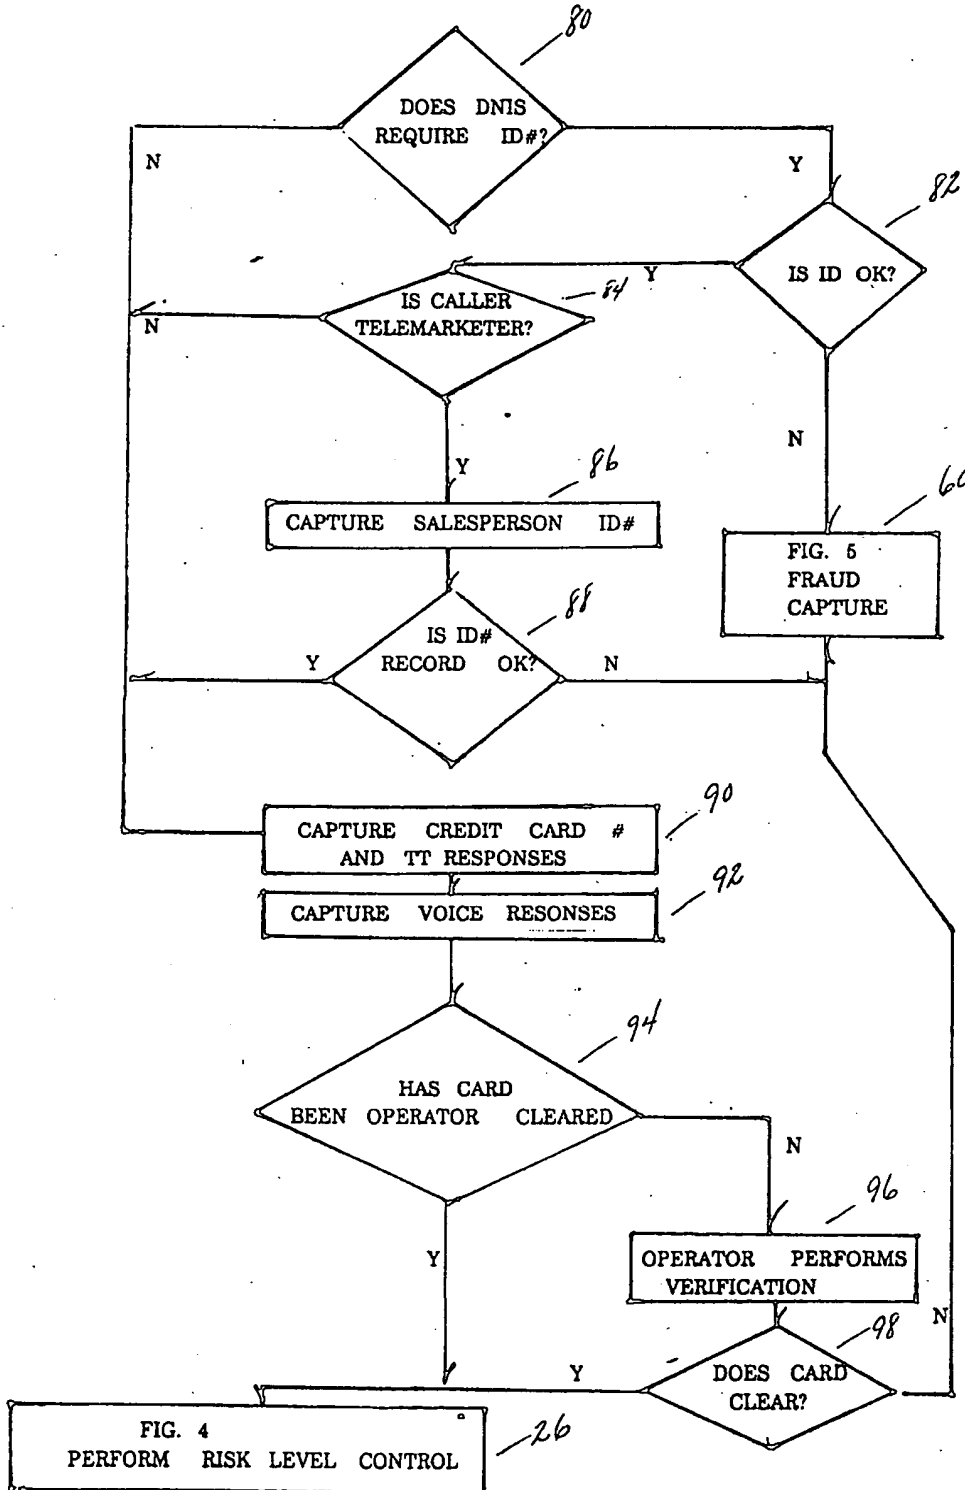 80
DOES DNIS
REQUIRE ID#?
N
Y
82
IS ID OK?
Y
84
IS CALLER
TELEMARKETER?
N
N
Y
86
CAPTURE SALESPERSON ID#
FIG. 5
FRAUD
CAPTURE
88
IS ID#
RECORD OK?
Y
N
90
CAPTURE CREDIT CARD #
AND TT RESPONSES
92
CAPTURE VOICE RESONSES
94
HAS CARD
BEEN OPERATOR CLEARED
N
96
Y
OPERATOR PERFORMS
VERIFICATION
N
98
DOES CARD
CLEAR?
Y
FIG. 4
PERFORM RISK LEVEL CONTROL
26